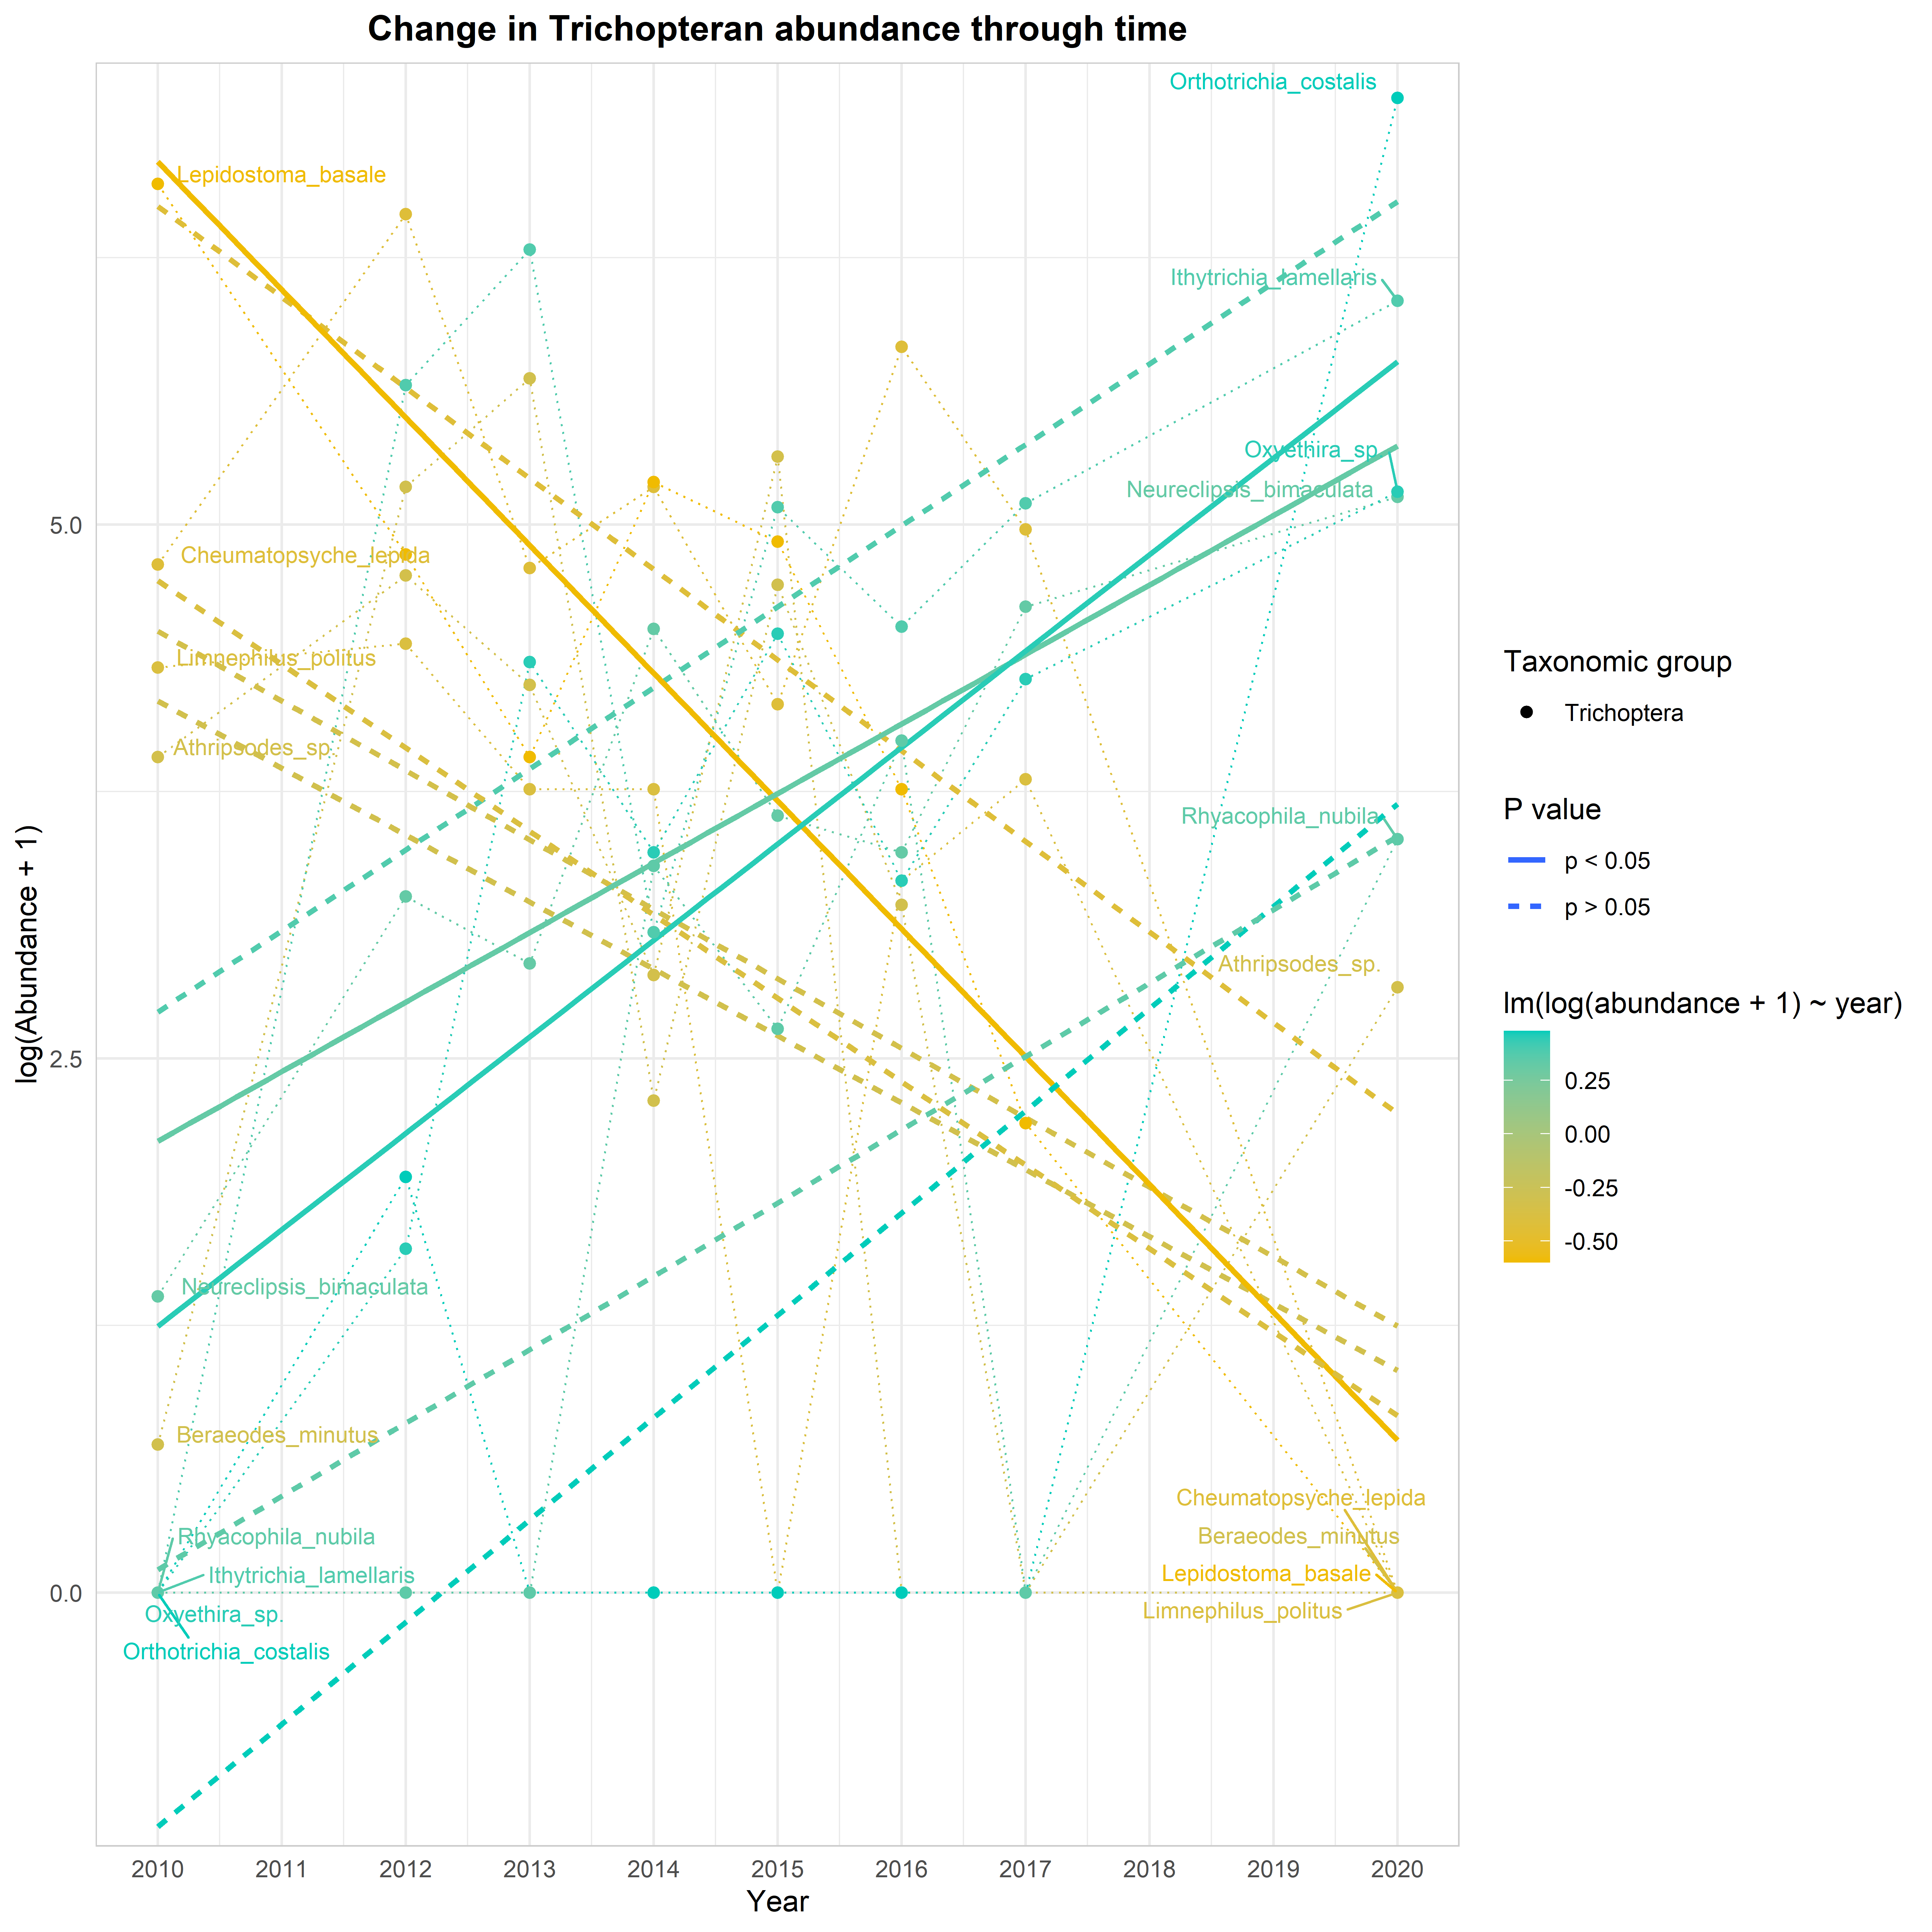 Change in Trichopteran abundance through time
Orthotrichia_costalis
Lepidostoma_basale
Ithytrichia_lamellaris
Oxyethira_sp.
Neureclipsis_bimaculata
5.0
Cheumatopsyche_lepida
Limnephilus_politus
Athripsodes_sp.
Rhyacophila_nubila
Athripsodes_sp.
2.5
Neureclipsis_bimaculata
Beraeodes_minutus
Cheumatopsyche_lepida
Rhyacophila_nubila
Beraeodes_minutus
Ithytrichia_lamellaris
Lepidostoma_basale
0.0
Oxyethira_sp.
Limnephilus_politus
Orthotrichia_costalis
log(Abundance + 1)
2010 2011 2012 2013 2014 2015 2016 2017 2018 2019 2020
Year
Taxonomic group
Trichoptera
P value
p < 0.05
p > 0.05
lm(log(abundance + 1) ~ year)
0.25
0.00
-0.25
-0.50